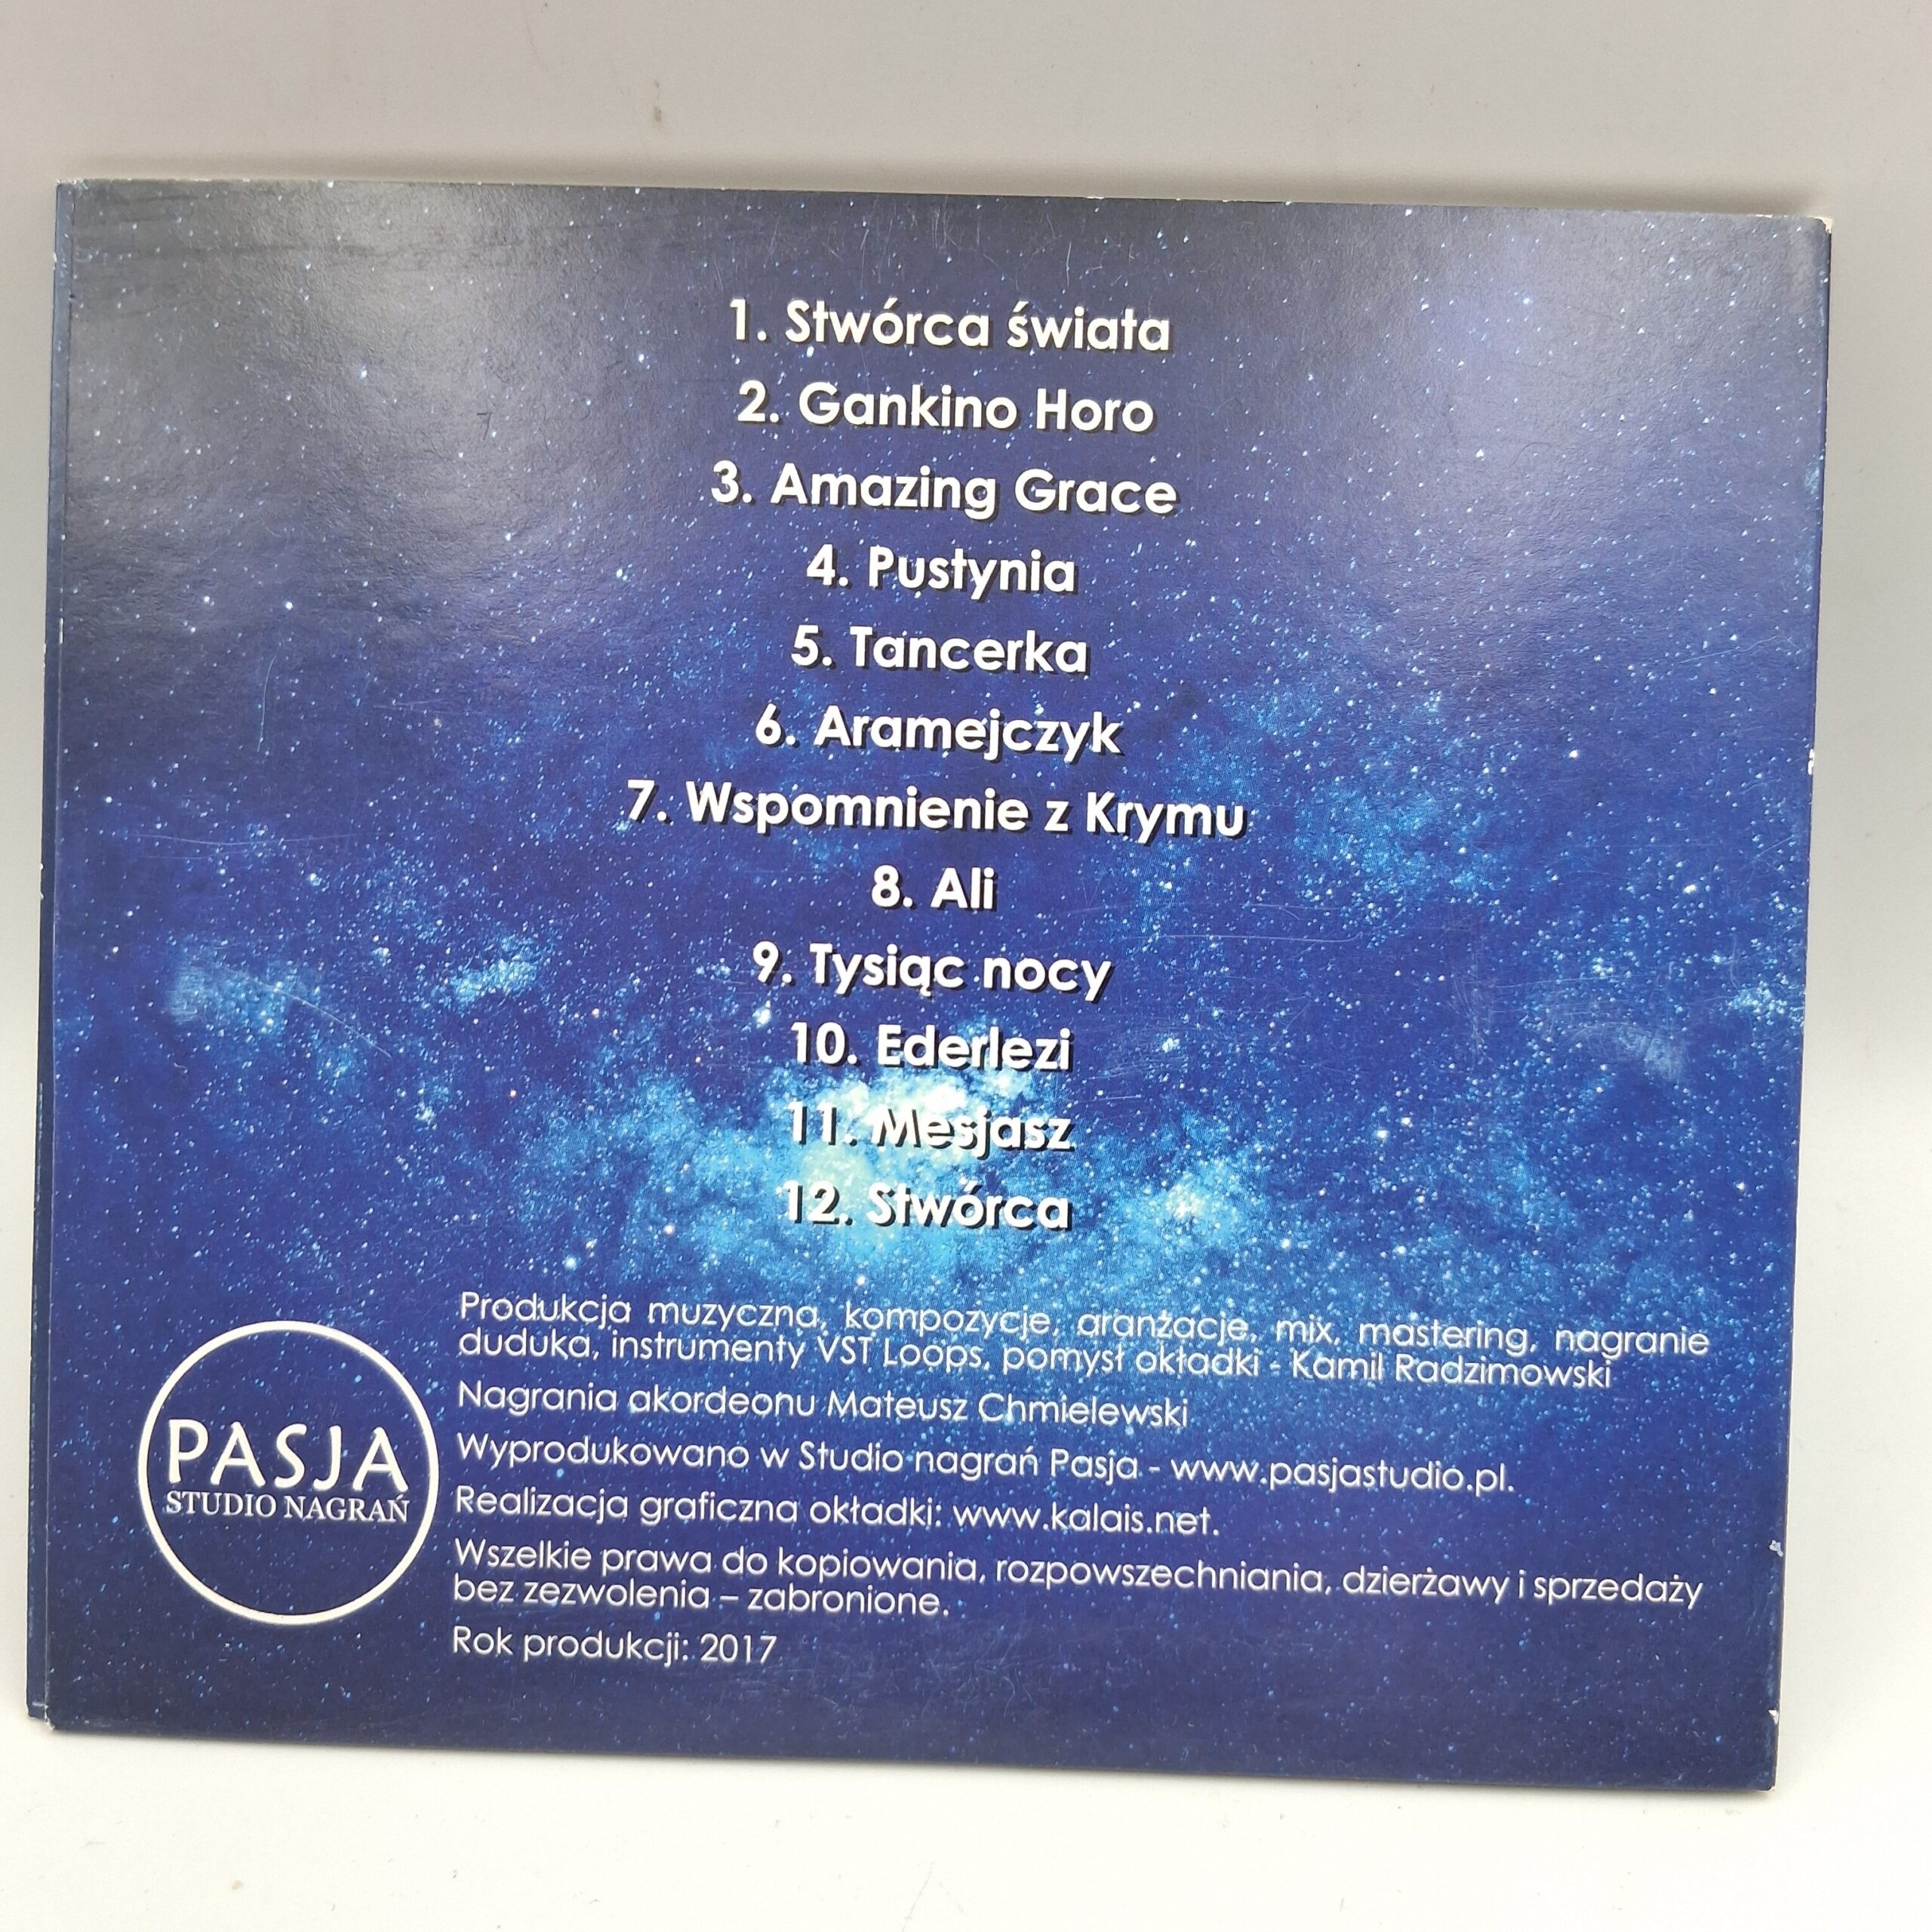 1. Stwórca świata
2. Gankino Horo
3. Amazing Grace
4. Pustynia
5. Tancerka
6. Aramejczyk
7. Wspomnienie z Krymu
8. Ali
9. Tysiąc nocy
10. Ederlezi
11. Mesjasz
12. Stwórca
PASJA
STUDIO NAGRAŃ
Produkcja muzyczna, kompozycje, aranżacje, mix, mastering, nagranie
duduka, instrumenty VST Loops, pomysł okładki - Kamil Radzimowski
Nagrania akordeonu Mateusz Chmielewski
Wyprodukowano w Studio nagrań Pasja - www.pasjastudio.pl.
Realizacja graficzna okładki: www.kalais.net.
Wszelkie prawa do kopiowania, rozpowszechniania, dzierżawy i sprzedaży
bez zezwolenia – zabronione.
Rok produkcji: 2017